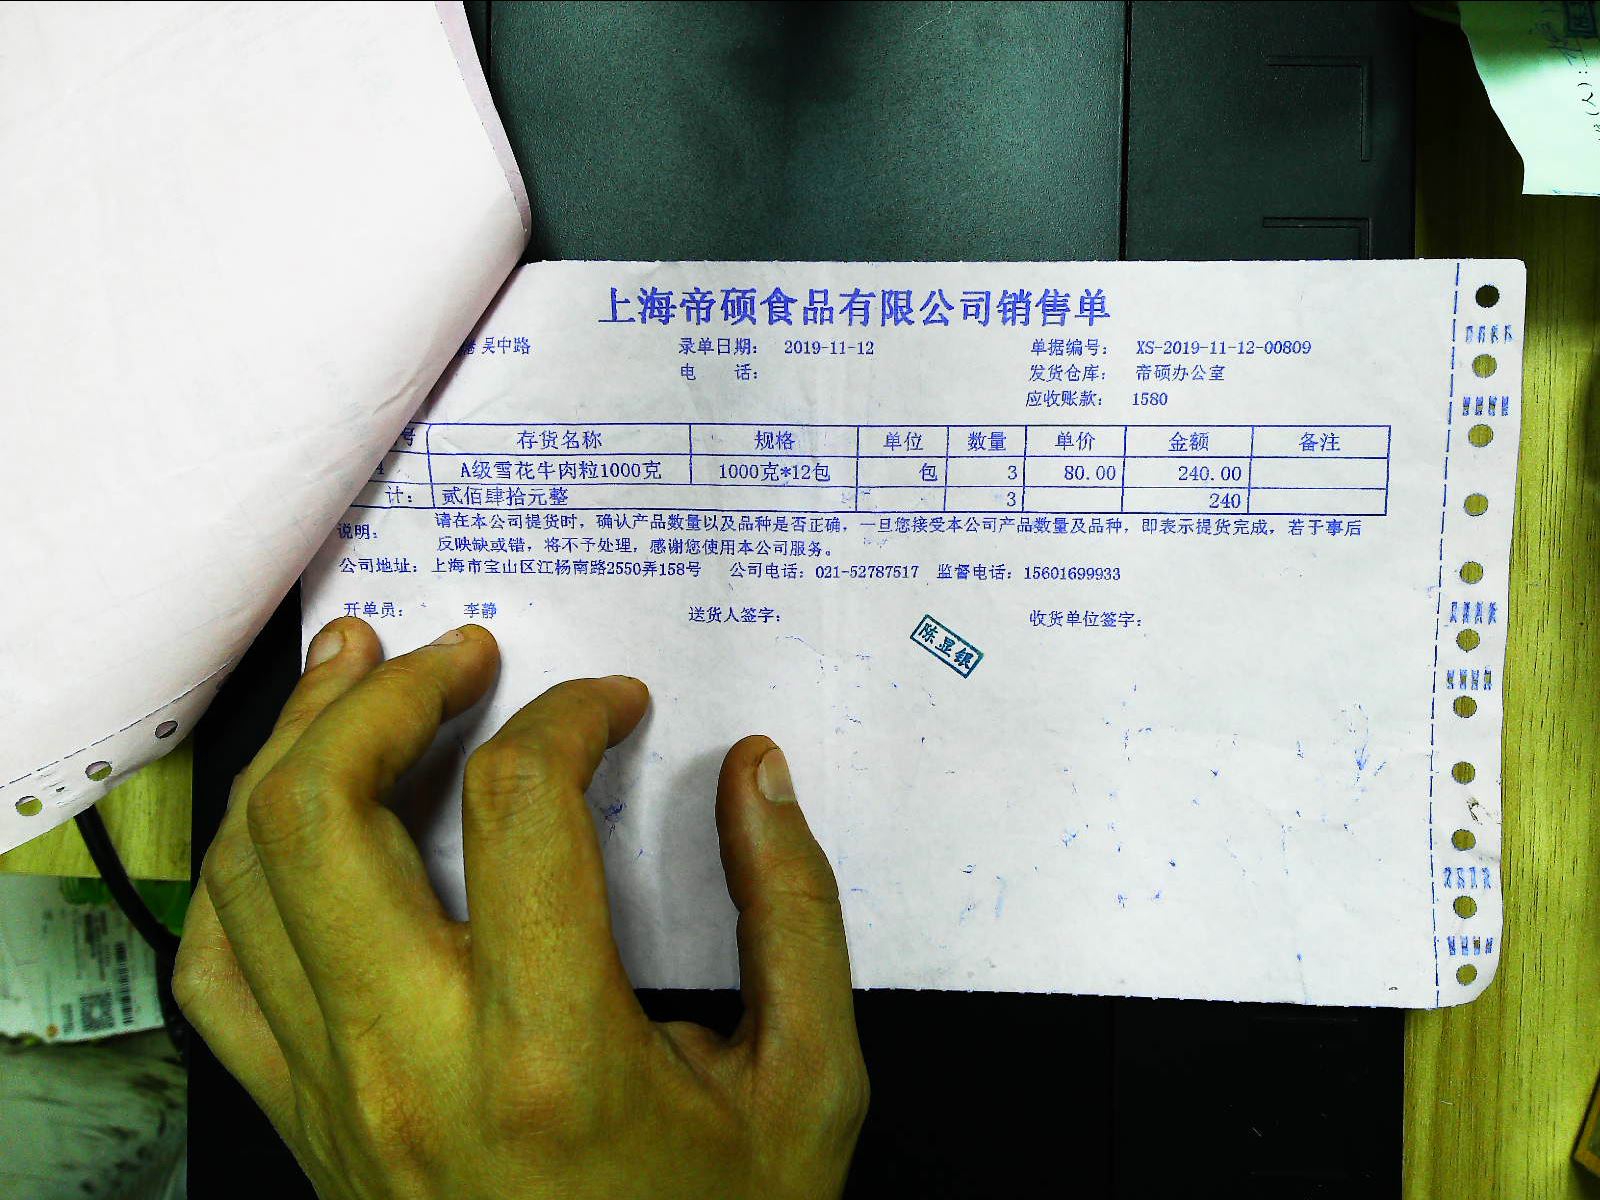 上海帝硕食品有限公司销售单
吴中路 录单日期: 2019-11-12 单据编号: XS-2019-11-12-00809
电 话: 发货仓库: 帝硕办公室
应收账款: 1580
号 存货名称 规格 单位 数量 单价 金额 备注
A级雪花牛肉粒1000克 1000克*12包 包 3 80.00 240.00
计: 贰佰肆拾元整 3 240
说明: 请在本公司提货时, 确认产品数量以及品种是否正确, 一旦您接受本公司产品数量及品种, 即表示提货完成, 若于事后
反映缺或错, 将不予处理, 感谢您使用本公司服务。
公司地址: 上海市宝山区江杨南路2550弄158号 公司电话: 021-52787517 监督电话: 15601699933
开单员: 李静 送货人签字: 收货单位签字:
陈显银